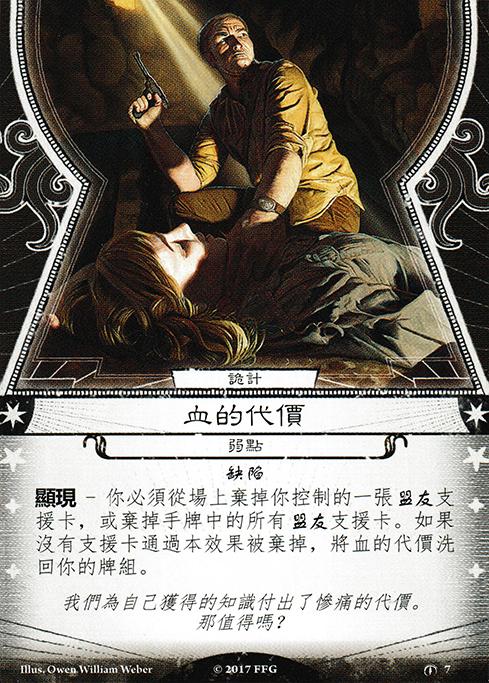 詭計
血的代價
弱點
缺陷
顯現 – 你必須從場上棄掉你控制的一張盟友支
援卡，或棄掉手牌中的所有盟友支援卡。如果
沒有支援卡通過本效果被棄掉，將血的代價洗
回你的牌組。
我們為自己獲得的知識付出了慘痛的代價。
那值得嗎？
Illus. Owen William Weber © 2017 FFG 7